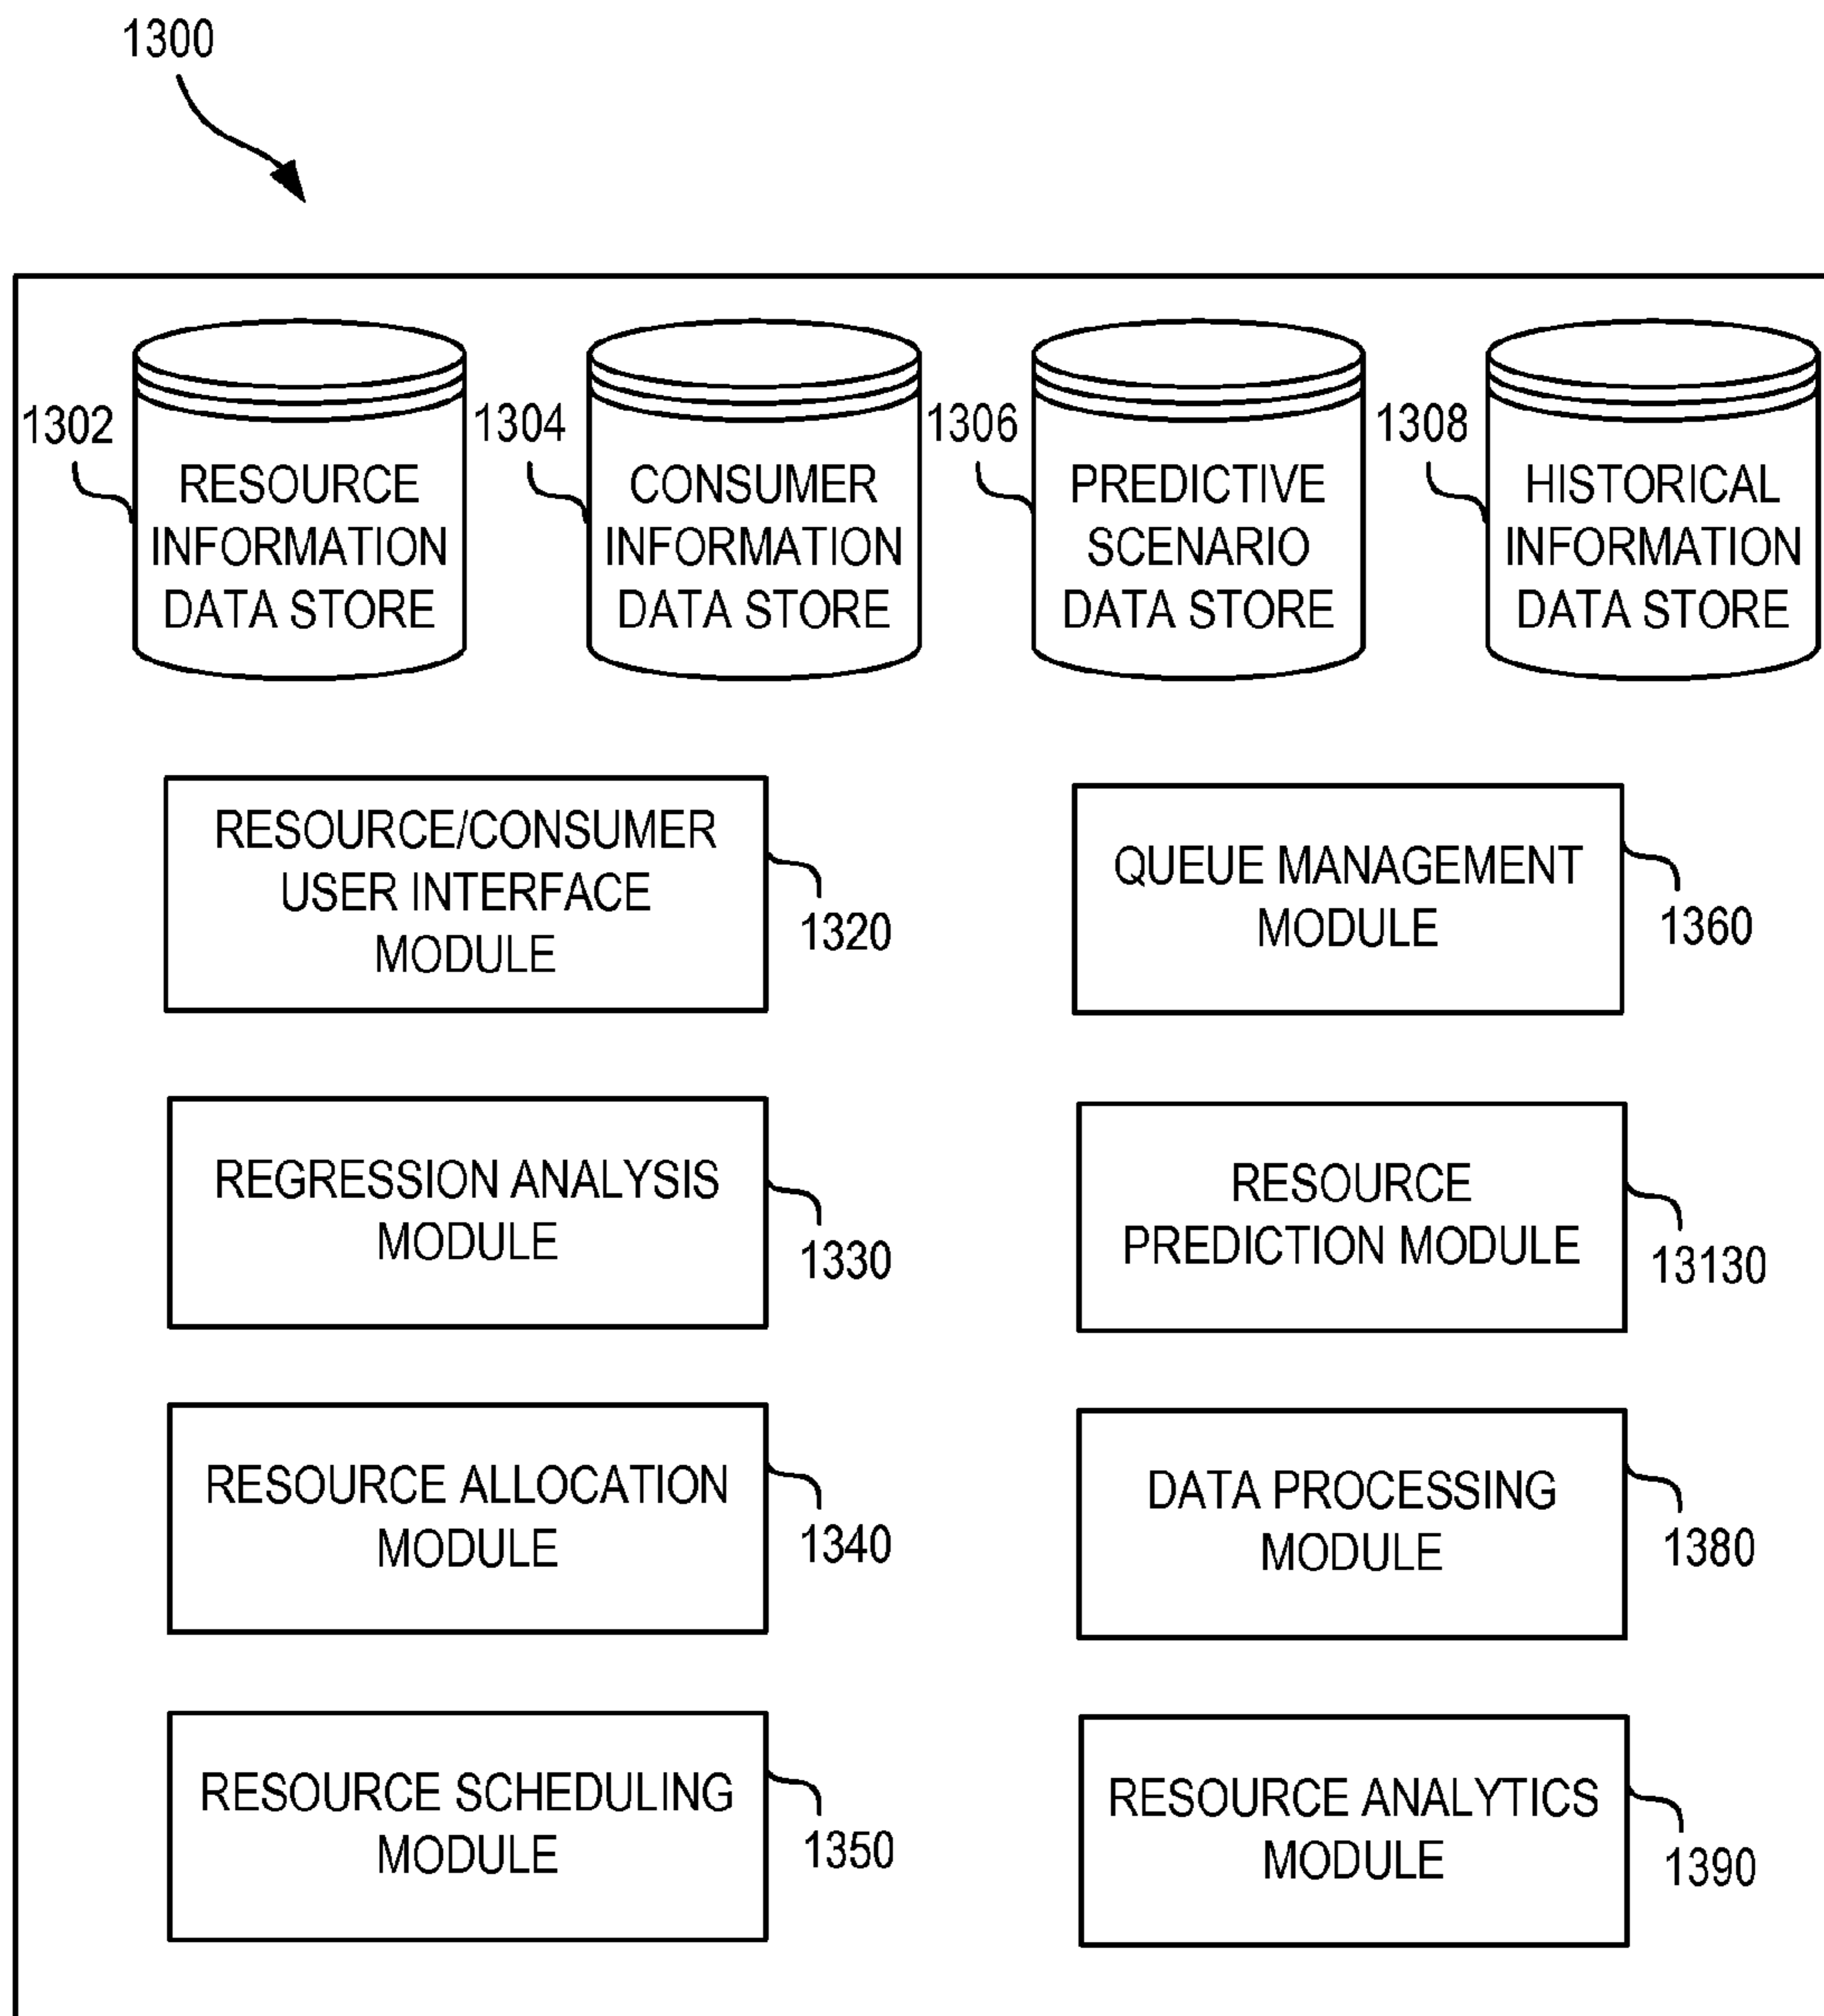 1300
1302
RESOURCE
INFORMATION
DATA STORE
1304
CONSUMER
INFORMATION
DATA STORE
1306
PREDICTIVE
SCENARIO
DATA STORE
1308
HISTORICAL
INFORMATION
DATA STORE
RESOURCE/CONSUMER
USER INTERFACE
MODULE
1320
QUEUE MANAGEMENT
MODULE
1360
REGRESSION ANALYSIS
MODULE
1330
RESOURCE
PREDICTION MODULE
13130
RESOURCE ALLOCATION
MODULE
1340
DATA PROCESSING
MODULE
1380
RESOURCE SCHEDULING
MODULE
1350
RESOURCE ANALYTICS
MODULE
1390